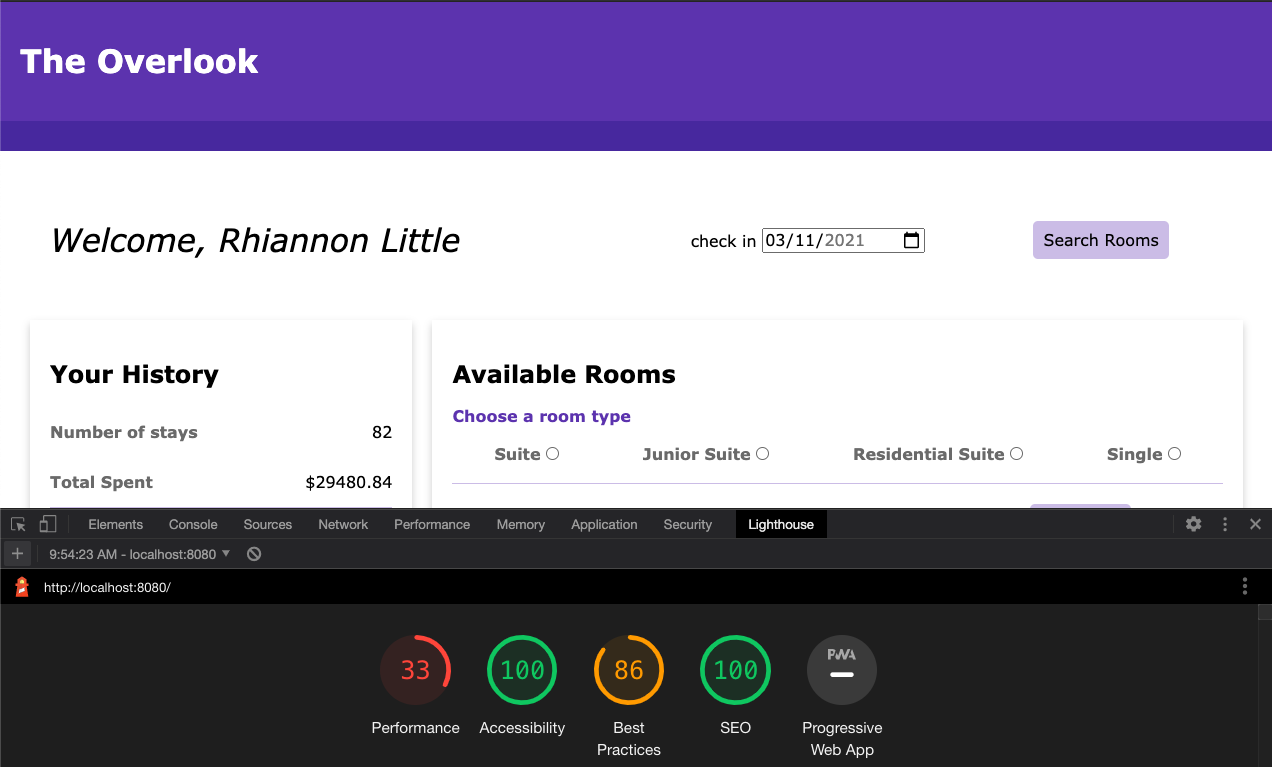 The Overlook
Welcome, Rhiannon Little
check in 03/11/2021
Search Rooms
Your History
Number of stays 82
Total Spent $29480.84
Available Rooms
Choose a room type
Suite Junior Suite Residential Suite Single
Elements Console Sources Network Performance Memory Application Security Lighthouse
9:54:23 AM - localhost:8080
http://localhost:8080/
33 100 86 100 PWA
Performance Accessibility Best Practices SEO Progressive Web App